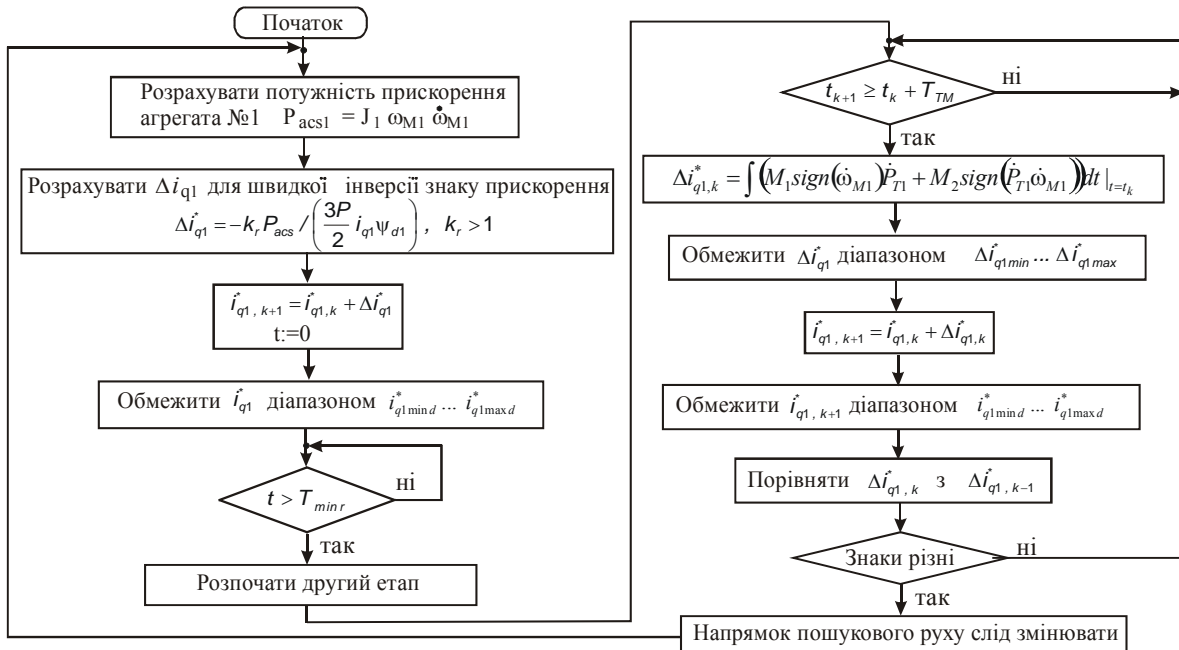 Початок
Розрахувати потужність прискорення
агрегата №1 P_acs1 = J_1 ω_M1 ω̇_M1
Розрахувати Δi_q1 для швидкої інверсії знаку прискорення
Δi*_q1 = −k_r P_acs / (3P/2 i_q1 ψ_d1), k_r > 1
i*_q1, k+1 = i*_q1, k + Δi*_q1
t:=0
Обмежити i*_q1 діапазоном i*_q1min d ... i*_q1max d
t > T_min r
ні
так
Розпочати другий етап
t_k+1 ≥ t_k + T_TM
ні
так
Δi*_q1,k = ∫(M_1 sign(ω̇_M1)Ṗ_T1 + M_2 sign(Ṗ_T1 ω̇_M1))dt |_t=t_k
Обмежити Δi*_q1 діапазоном Δi*_q1min ... Δi*_q1max
i*_q1, k+1 = i*_q1,k + Δi*_q1,k
Обмежити i*_q1, k+1 діапазоном i*_q1min d ... i*_q1max d
Порівняти Δi*_q1, k з Δi*_q1, k−1
Знаки різні
ні
так
Напрямок пошукового руху слід змінювати